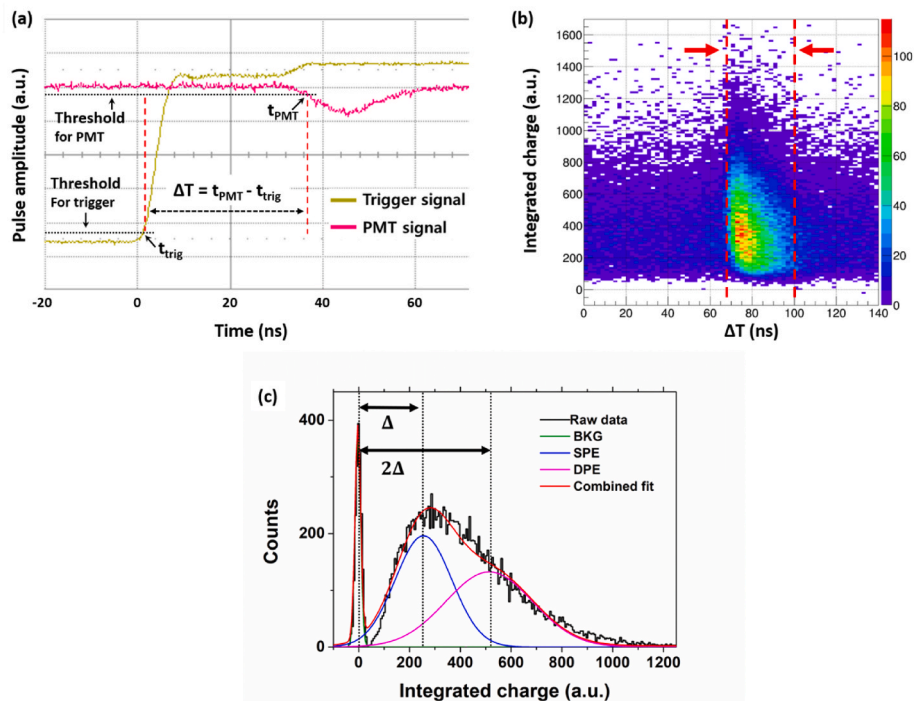 (a)
Pulse amplitude (a.u.)
Threshold
for PMT
t_PMT
Threshold
For trigger
ΔT = t_PMT - t_trig
t_trig
Trigger signal
PMT signal
-20 0 20 40 60
Time (ns)
(b)
Integrated charge (a.u.)
1600
1400
1200
1000
800
600
400
200
0
0 20 40 60 80 100 120 140
ΔT (ns)
100
80
60
40
20
0
(c)
Δ
2Δ
Raw data
BKG
SPE
DPE
Combined fit
Counts
400
200
0
0 200 400 600 800 1000 1200
Integrated charge (a.u.)